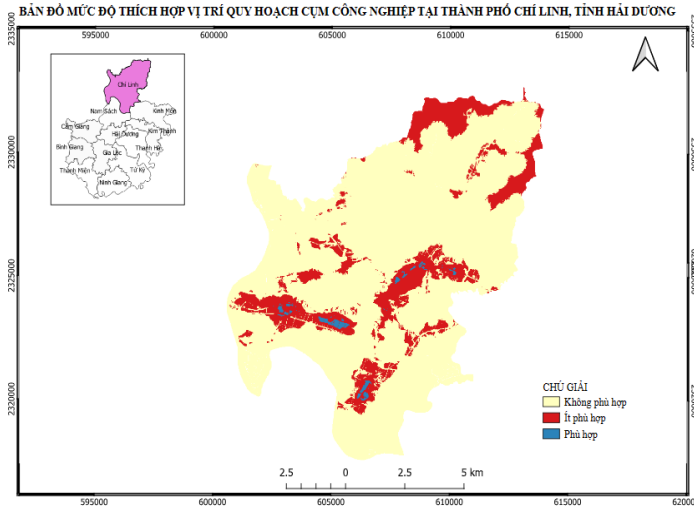 BẢN ĐỒ MỨC ĐỘ THÍCH HỢP VỊ TRÍ QUY HOẠCH CỤM CÔNG NGHIỆP TẠI THÀNH PHỐ CHÍ LINH, TỈNH HẢI DƯƠNG
595000 600000 605000 610000 615000
2335000
2330000
2325000
2320000
Chí Linh
Nam Sách
Kinh Môn
Cẩm Giàng
Hải Dương
Kim Thành
Bình Giang
Gia Lộc
Thanh Hà
Thanh Miện
Tứ Kỳ
Ninh Giang
CHÚ GIẢI
Không phù hợp
Ít phù hợp
Phù hợp
2.5 0 2.5 5 km
595000 600000 605000 610000 615000 62000